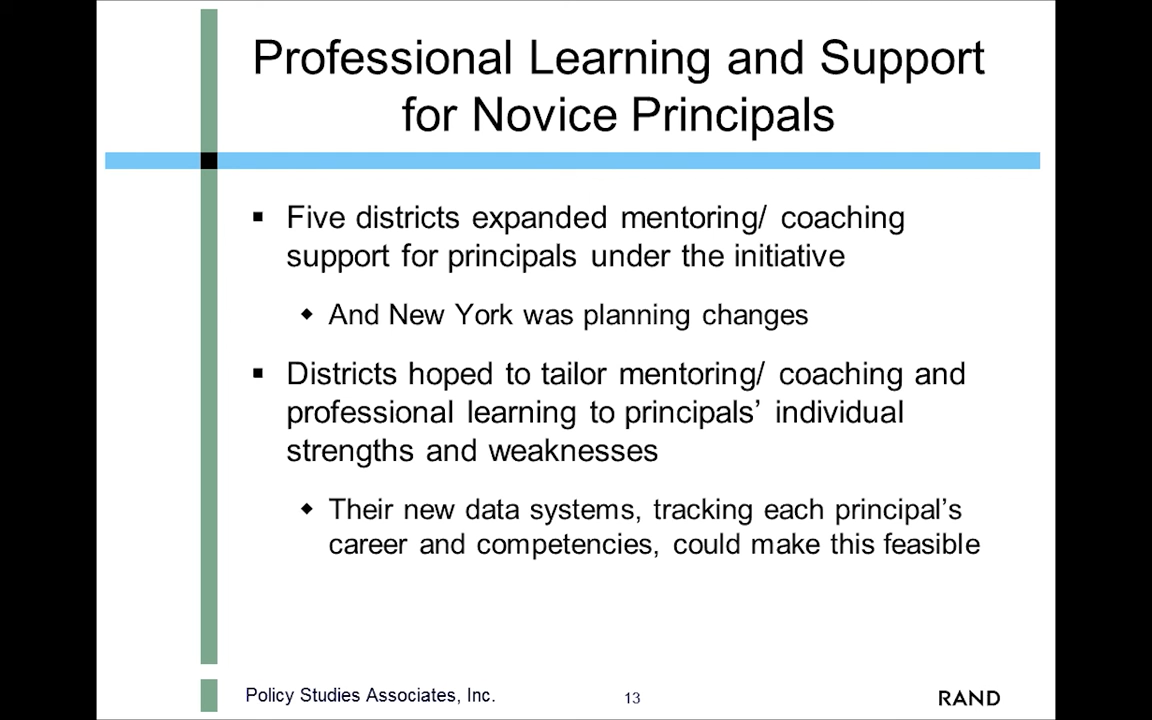 Professional Learning and Support
for Novice Principals
▪ Five districts expanded mentoring/ coaching
support for principals under the initiative
◆ And New York was planning changes
▪ Districts hoped to tailor mentoring/ coaching and
professional learning to principals’ individual
strengths and weaknesses
◆ Their new data systems, tracking each principal’s
career and competencies, could make this feasible
Policy Studies Associates, Inc.
13
RAND